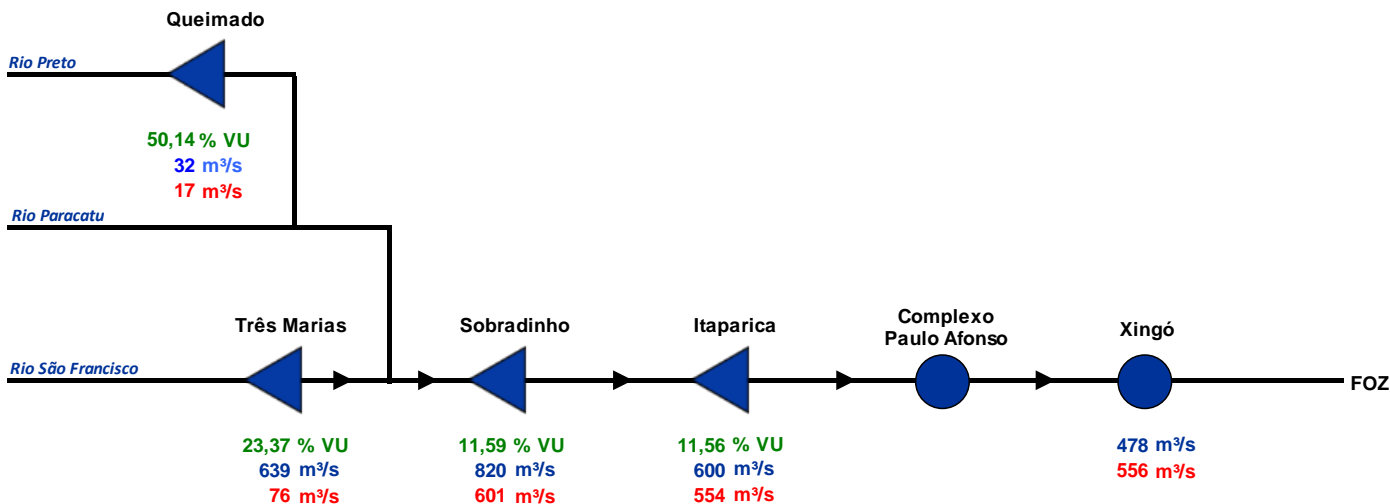 Queimado
Rio Preto
50,14 % VU
32 m³/s
17 m³/s
Rio Paracatu
Três Marias
Sobradinho
Itaparica
Complexo
Paulo Afonso
Xingó
Rio São Francisco
FOZ
23,37 % VU
639 m³/s
76 m³/s
11,59 % VU
820 m³/s
601 m³/s
11,56 % VU
600 m³/s
554 m³/s
478 m³/s
556 m³/s